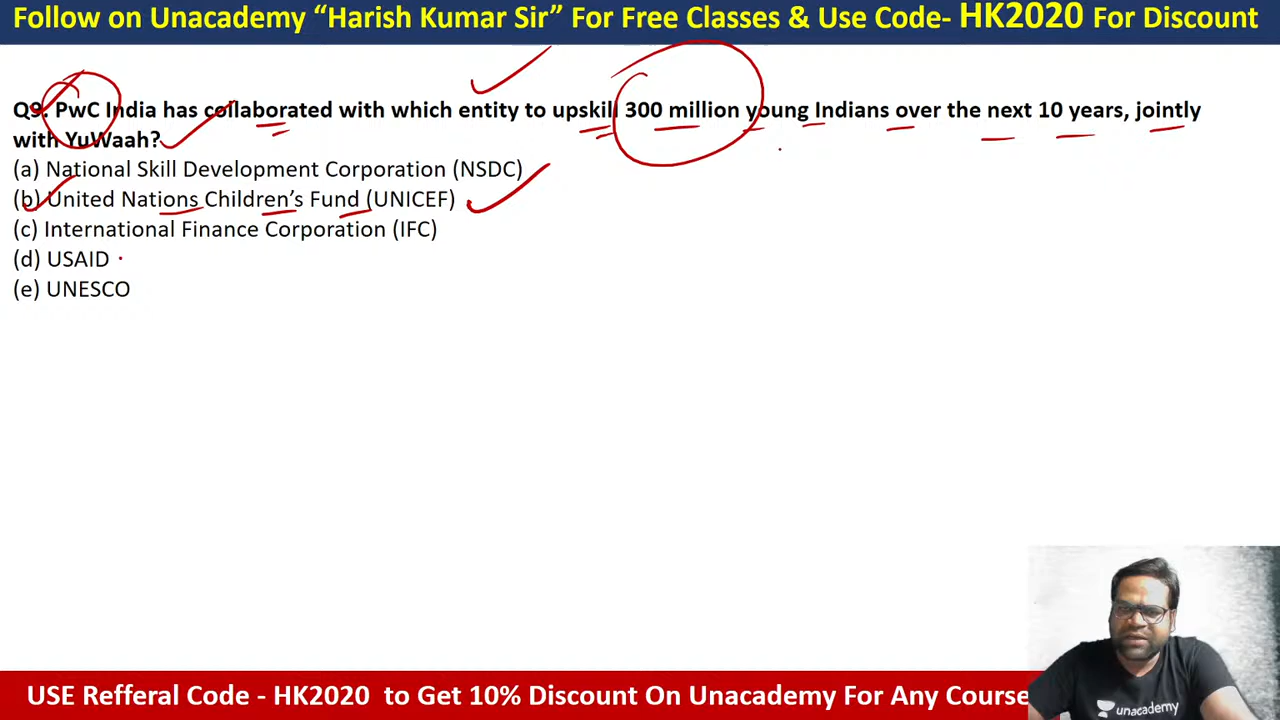 Follow on Unacademy “Harish Kumar Sir” For Free Classes & Use Code- HK2020 For Discount
Q9. PwC India has collaborated with which entity to upskill 300 million young Indians over the next 10 years, jointly
with YuWaah?
(a) National Skill Development Corporation (NSDC)
(b) United Nations Children’s Fund (UNICEF)
(c) International Finance Corporation (IFC)
(d) USAID
(e) UNESCO
USE Refferal Code - HK2020 to Get 10% Discount On Unacademy For Any Course
unacademy